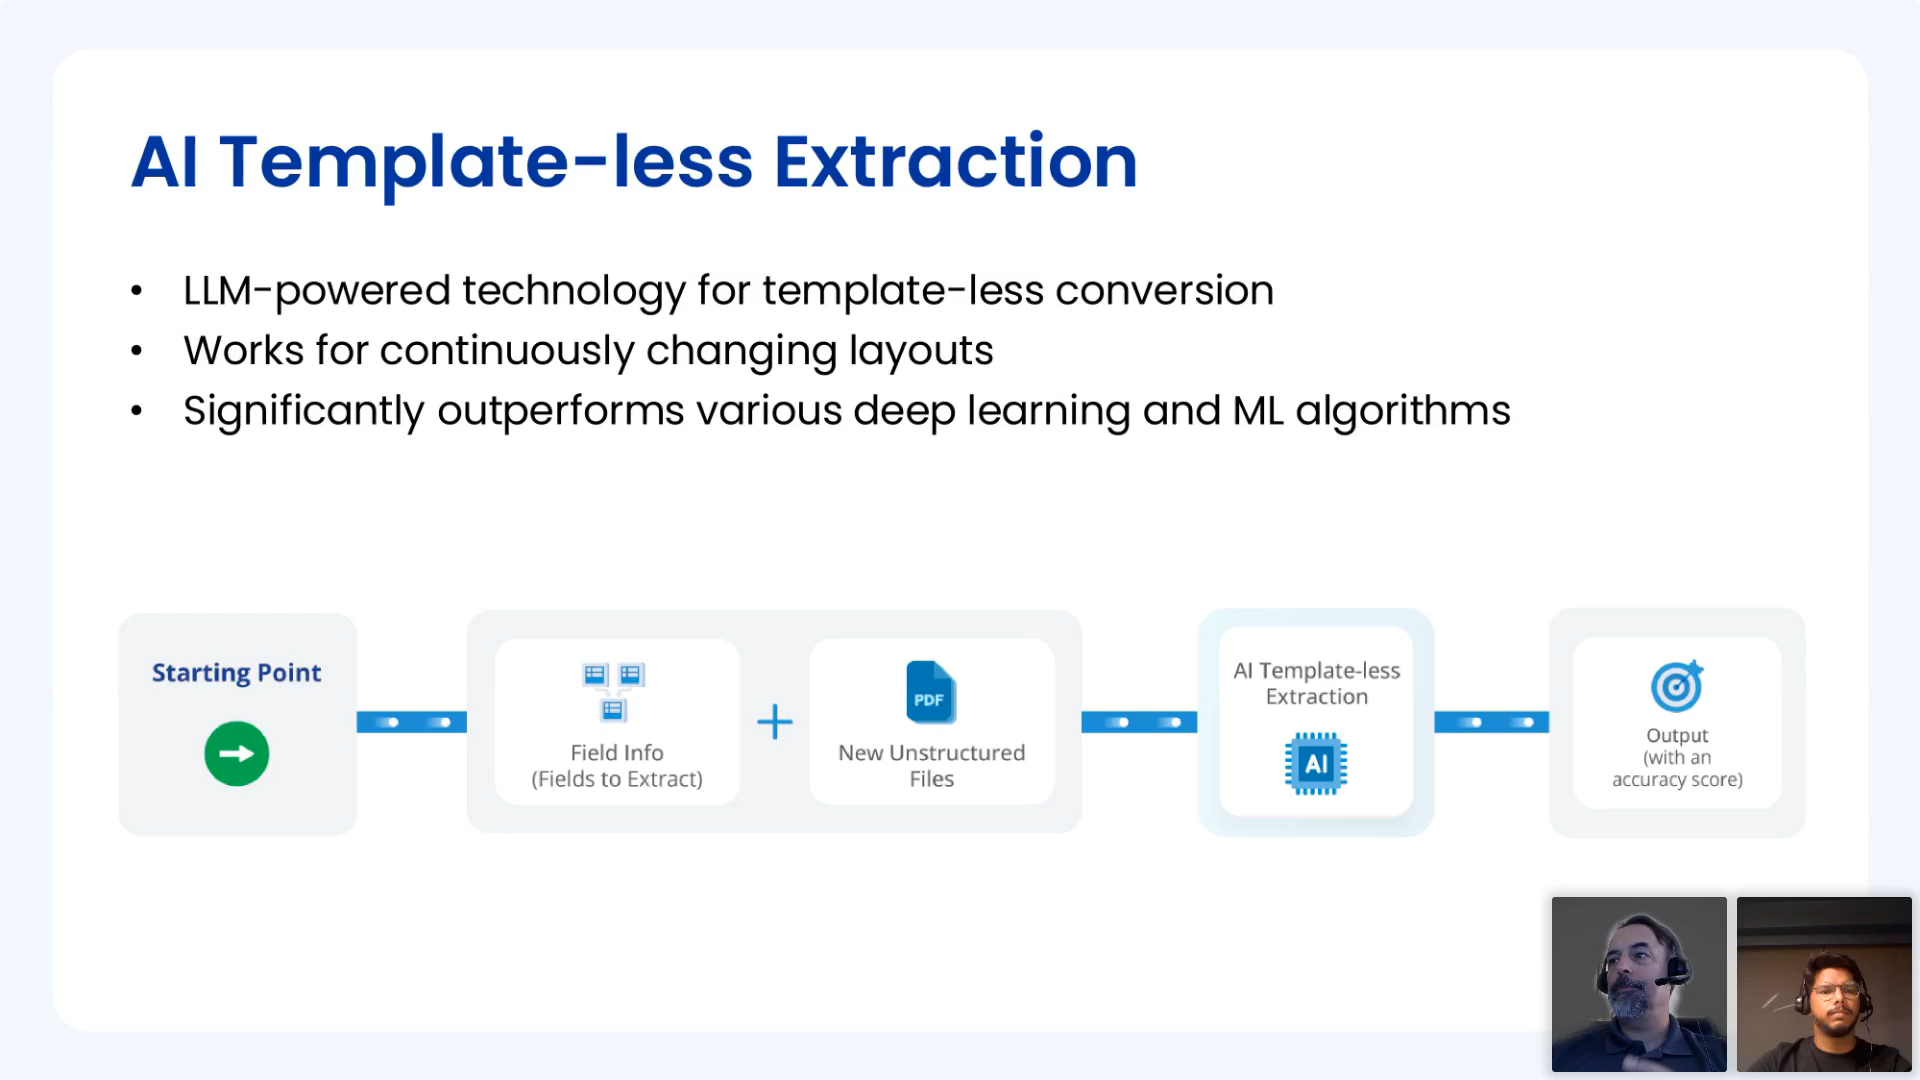 AI Template-less Extraction
• LLM-powered technology for template-less conversion
• Works for continuously changing layouts
• Significantly outperforms various deep learning and ML algorithms
Starting Point
Field Info
(Fields to Extract)
+
PDF
New Unstructured
Files
AI Template-less
Extraction
AI
Output
(with an
accuracy score)